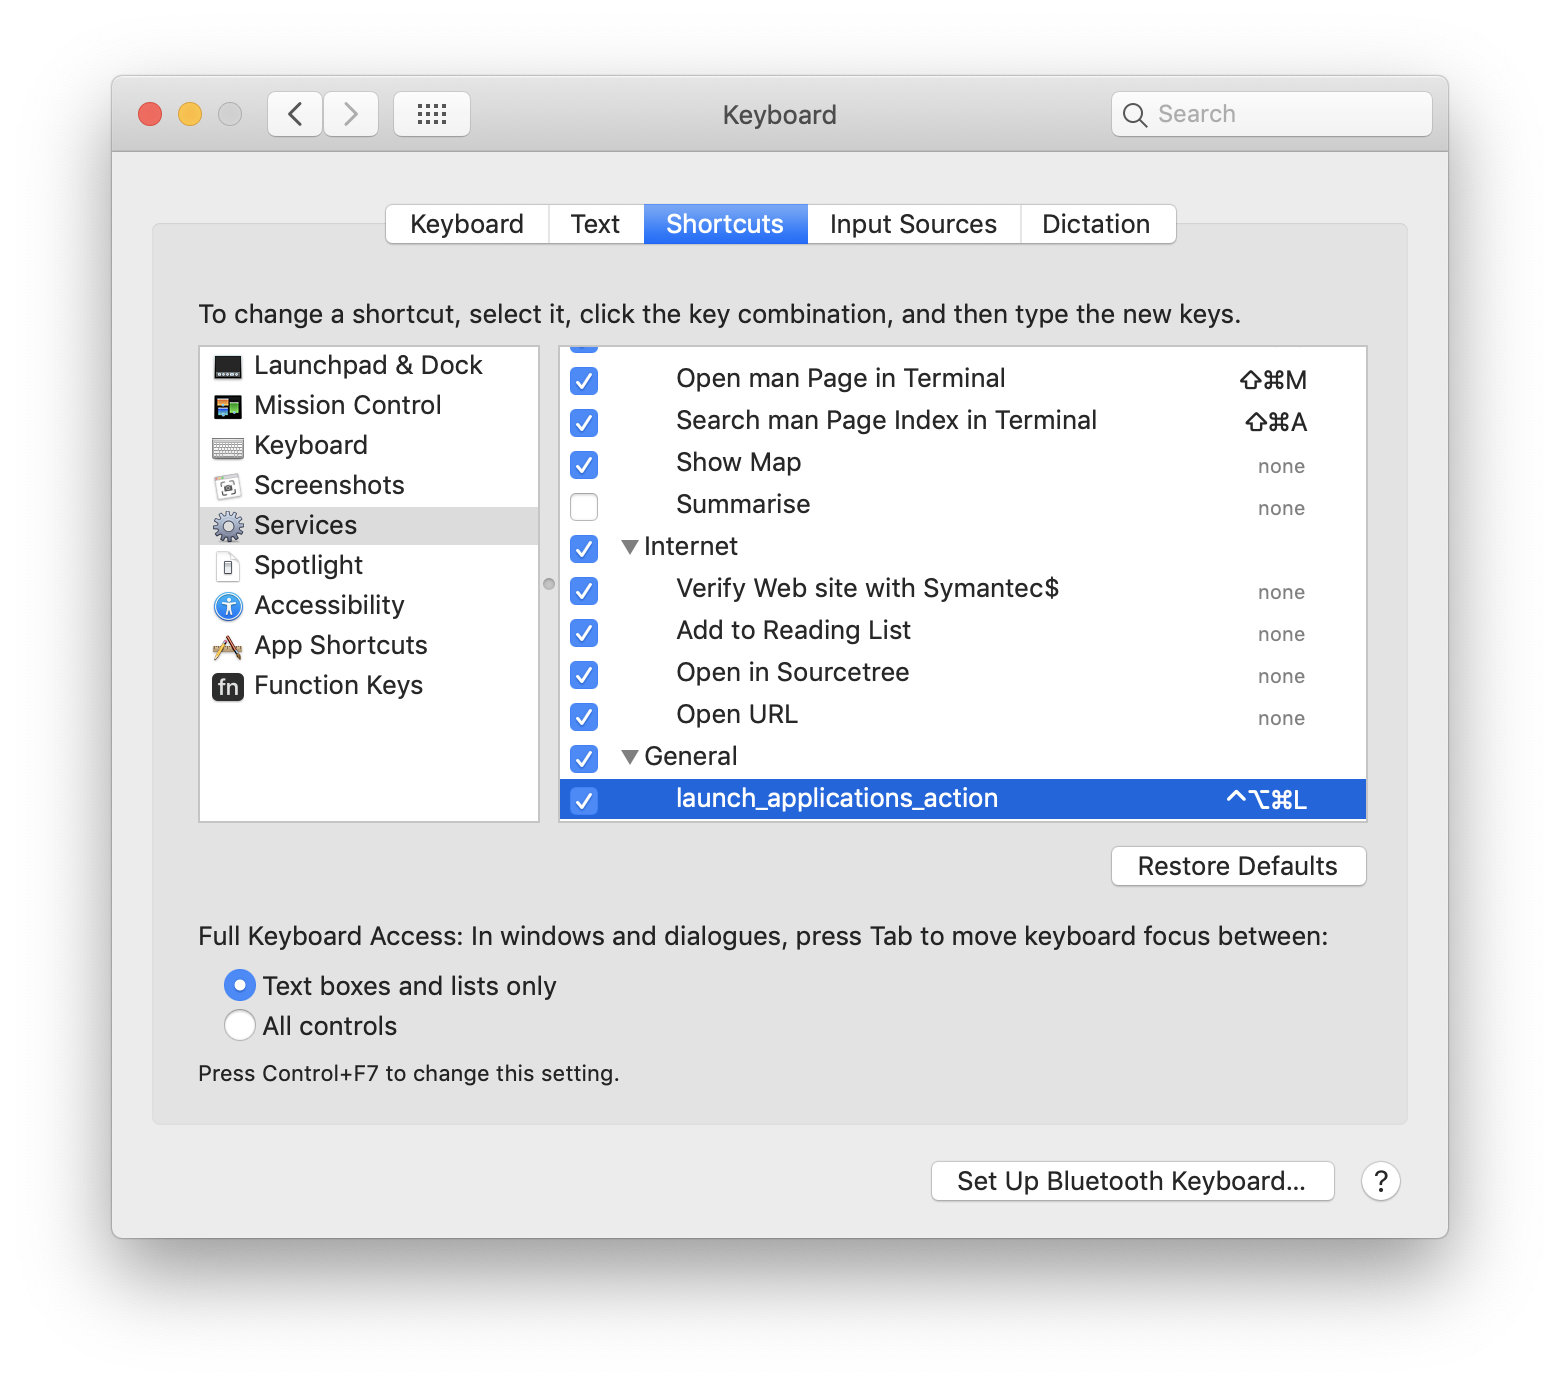 Keyboard
Search
Keyboard Text Shortcuts Input Sources Dictation
To change a shortcut, select it, click the key combination, and then type the new keys.
Launchpad & Dock
Mission Control
Keyboard
Screenshots
Services
Spotlight
Accessibility
App Shortcuts
fn Function Keys
Open man Page in Terminal ⇧⌘M
Search man Page Index in Terminal ⇧⌘A
Show Map none
Summarise none
Internet
Verify Web site with Symantec$ none
Add to Reading List none
Open in Sourcetree none
Open URL none
General
launch_applications_action ^⌥⌘L
Restore Defaults
Full Keyboard Access: In windows and dialogues, press Tab to move keyboard focus between:
Text boxes and lists only
All controls
Press Control+F7 to change this setting.
Set Up Bluetooth Keyboard... ?